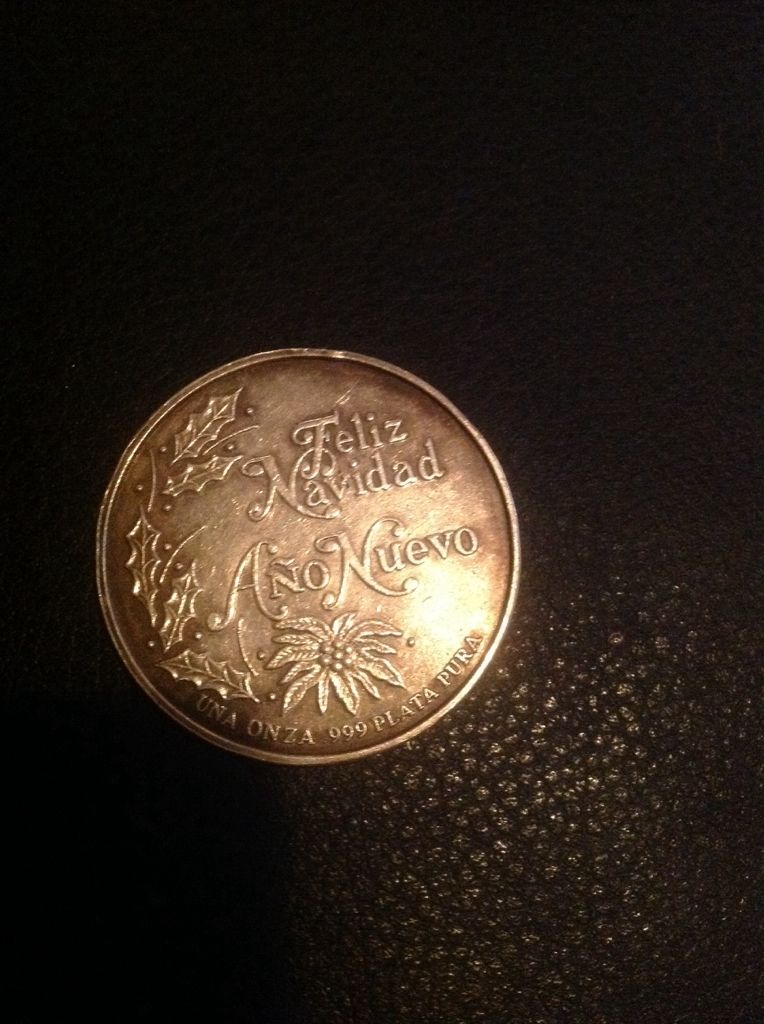 Feliz
Navidad
Año Nuevo
UNA ONZA 999 PLATA PURA